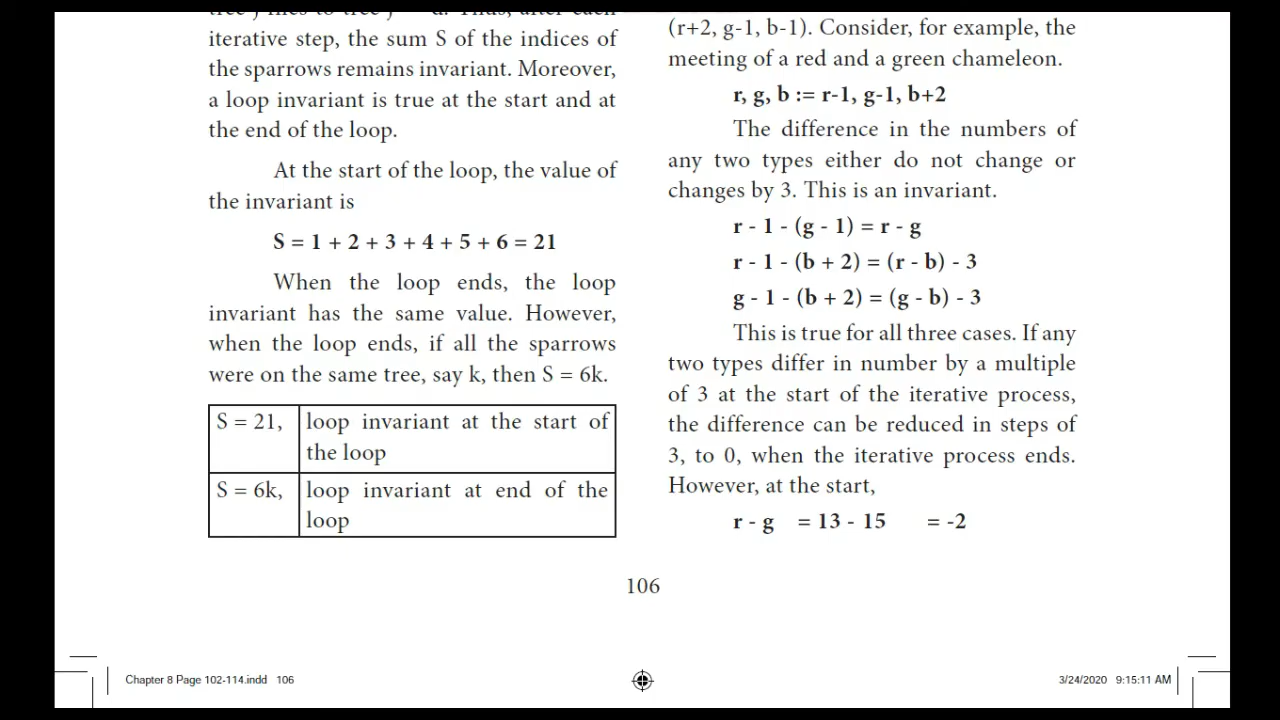 iterative step, the sum S of the indices of
the sparrows remains invariant. Moreover,
a loop invariant is true at the start and at
the end of the loop.
At the start of the loop, the value of
the invariant is
S = 1 + 2 + 3 + 4 + 5 + 6 = 21
When the loop ends, the loop
invariant has the same value. However,
when the loop ends, if all the sparrows
were on the same tree, say k, then S = 6k.
S = 21, loop invariant at the start of
the loop
S = 6k, loop invariant at end of the
loop
(r+2, g-1, b-1). Consider, for example, the
meeting of a red and a green chameleon.
r, g, b := r-1, g-1, b+2
The difference in the numbers of
any two types either do not change or
changes by 3. This is an invariant.
r - 1 - (g - 1) = r - g
r - 1 - (b + 2) = (r - b) - 3
g - 1 - (b + 2) = (g - b) - 3
This is true for all three cases. If any
two types differ in number by a multiple
of 3 at the start of the iterative process,
the difference can be reduced in steps of
3, to 0, when the iterative process ends.
However, at the start,
r - g = 13 - 15 = -2
106
Chapter 8 Page 102-114.indd 106
3/24/2020 9:15:11 AM